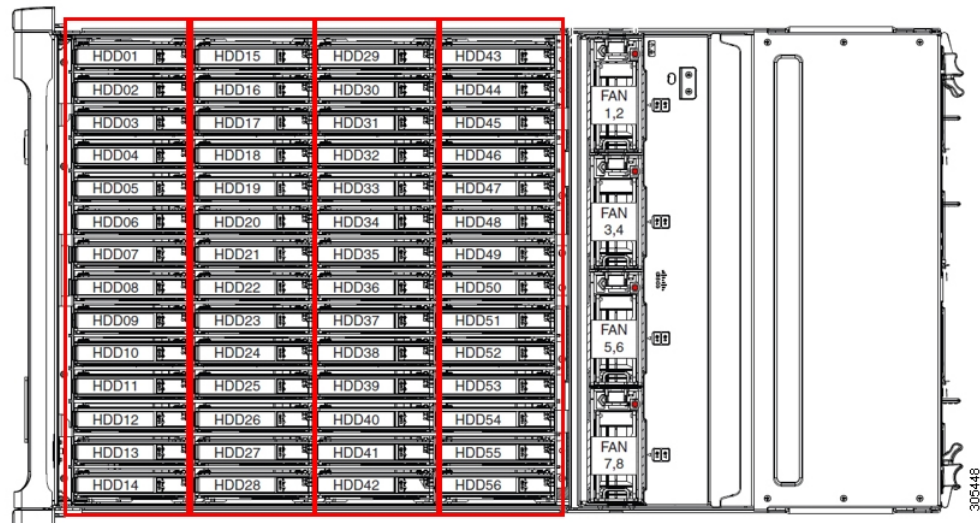 HDD01 HDD15 HDD29 HDD43
HDD02 HDD16 HDD30 HDD44
HDD03 HDD17 HDD31 HDD45
HDD04 HDD18 HDD32 HDD46
HDD05 HDD19 HDD33 HDD47
HDD06 HDD20 HDD34 HDD48
HDD07 HDD21 HDD35 HDD49
HDD08 HDD22 HDD36 HDD50
HDD09 HDD23 HDD37 HDD51
HDD10 HDD24 HDD38 HDD52
HDD11 HDD25 HDD39 HDD53
HDD12 HDD26 HDD40 HDD54
HDD13 HDD27 HDD41 HDD55
HDD14 HDD28 HDD42 HDD56
FAN
1,2
FAN
3,4
FAN
5,6
FAN
7,8
305448